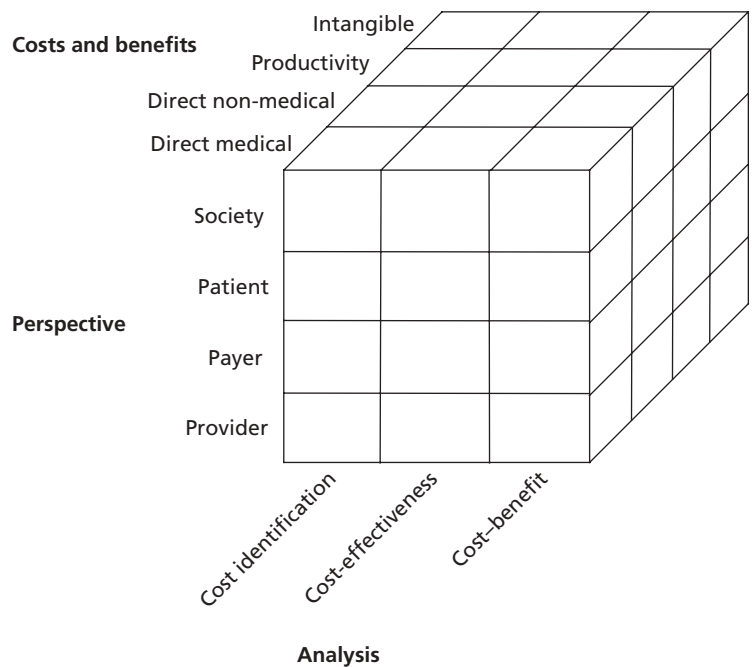 Costs and benefits
Intangible
Productivity
Direct non-medical
Direct medical
Perspective
Society
Patient
Payer
Provider
Cost identification
Cost-effectiveness
Cost–benefit
Analysis